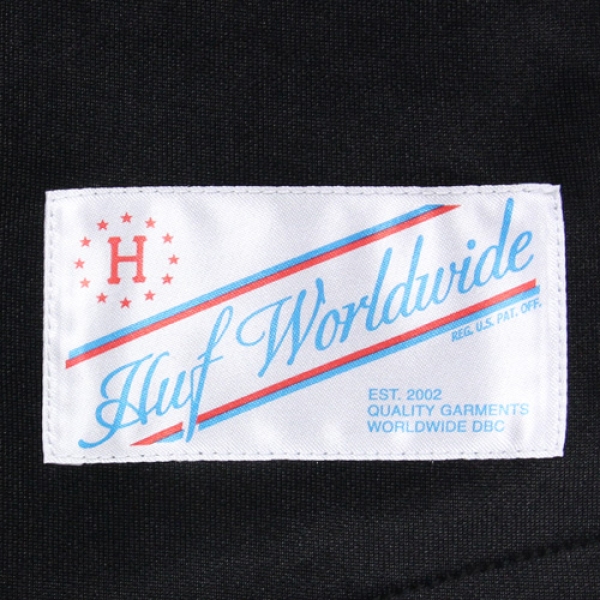 H
Huf Worldwide
REG. U.S. PAT. OFF.
EST. 2002
QUALITY GARMENTS
WORLDWIDE DBC